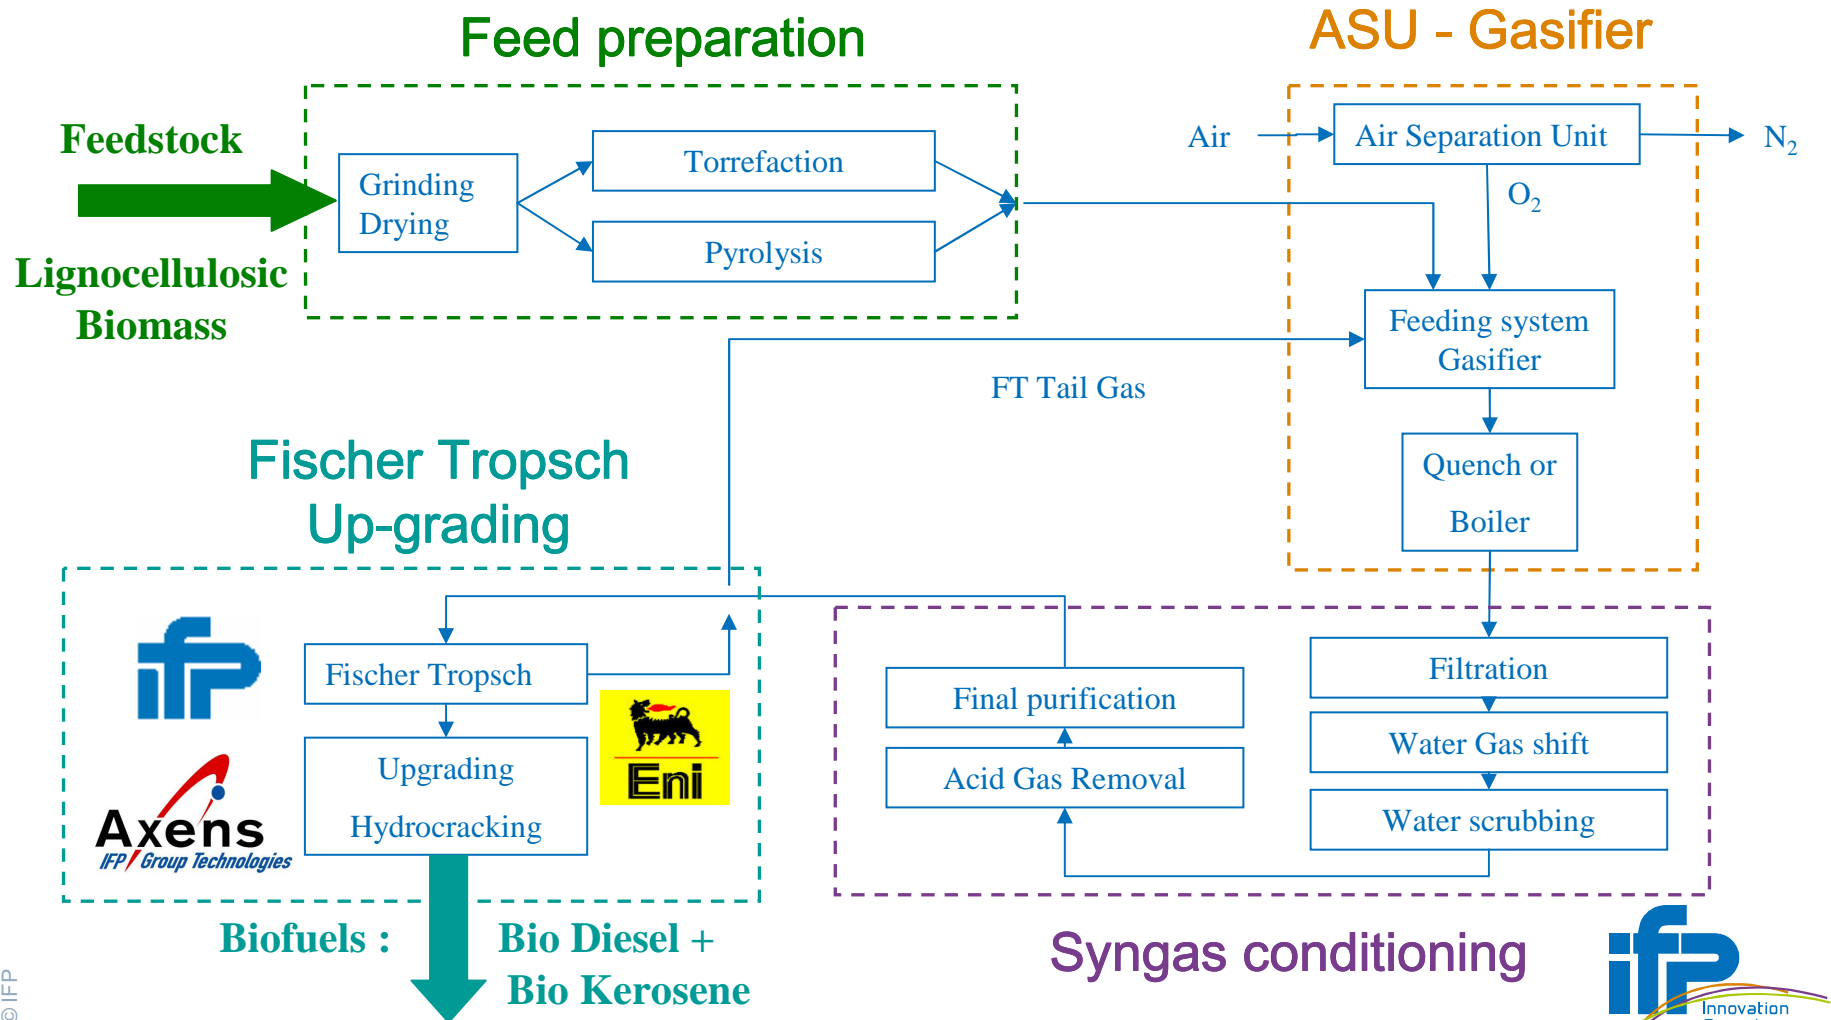 Feed preparation
ASU - Gasifier
Feedstock
Lignocellulosic
Biomass
Grinding
Drying
Torrefaction
Pyrolysis
Air
Air Separation Unit
N2
O2
Feeding system
Gasifier
FT Tail Gas
Quench or
Boiler
Fischer Tropsch
Up-grading
ifp
Fischer Tropsch
Upgrading
Hydrocracking
Eni
Axens
IFP Group Technologies
Final purification
Acid Gas Removal
Filtration
Water Gas shift
Water scrubbing
Biofuels :
Bio Diesel +
Bio Kerosene
Syngas conditioning
ifp
Innovation
© IFP